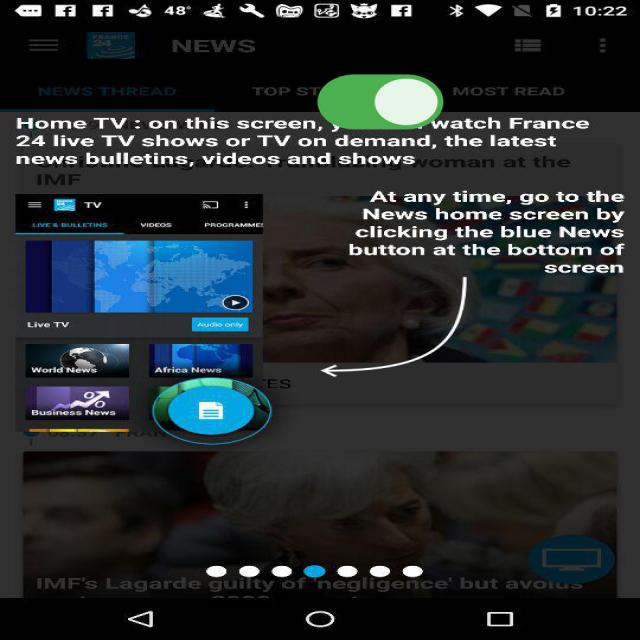 48°
10:22
FRANCE 24
NEWS
NEWS THREAD
TOP ST
MOST READ
Home TV : on this screen, y watch France
24 live TV shows or TV on demand, the latest
news bulletins, videos and shows
woman at the
IMF
At any time, go to the
News home screen by
clicking the blue News
button at the bottom of
screen
TV
LIVE & BULLETINS
VIDEOS
PROGRAMMES
Live TV
Audio only
World News
Africa News
Business News
TES
IMF's Lagarde guilty of 'negligence' but avoids